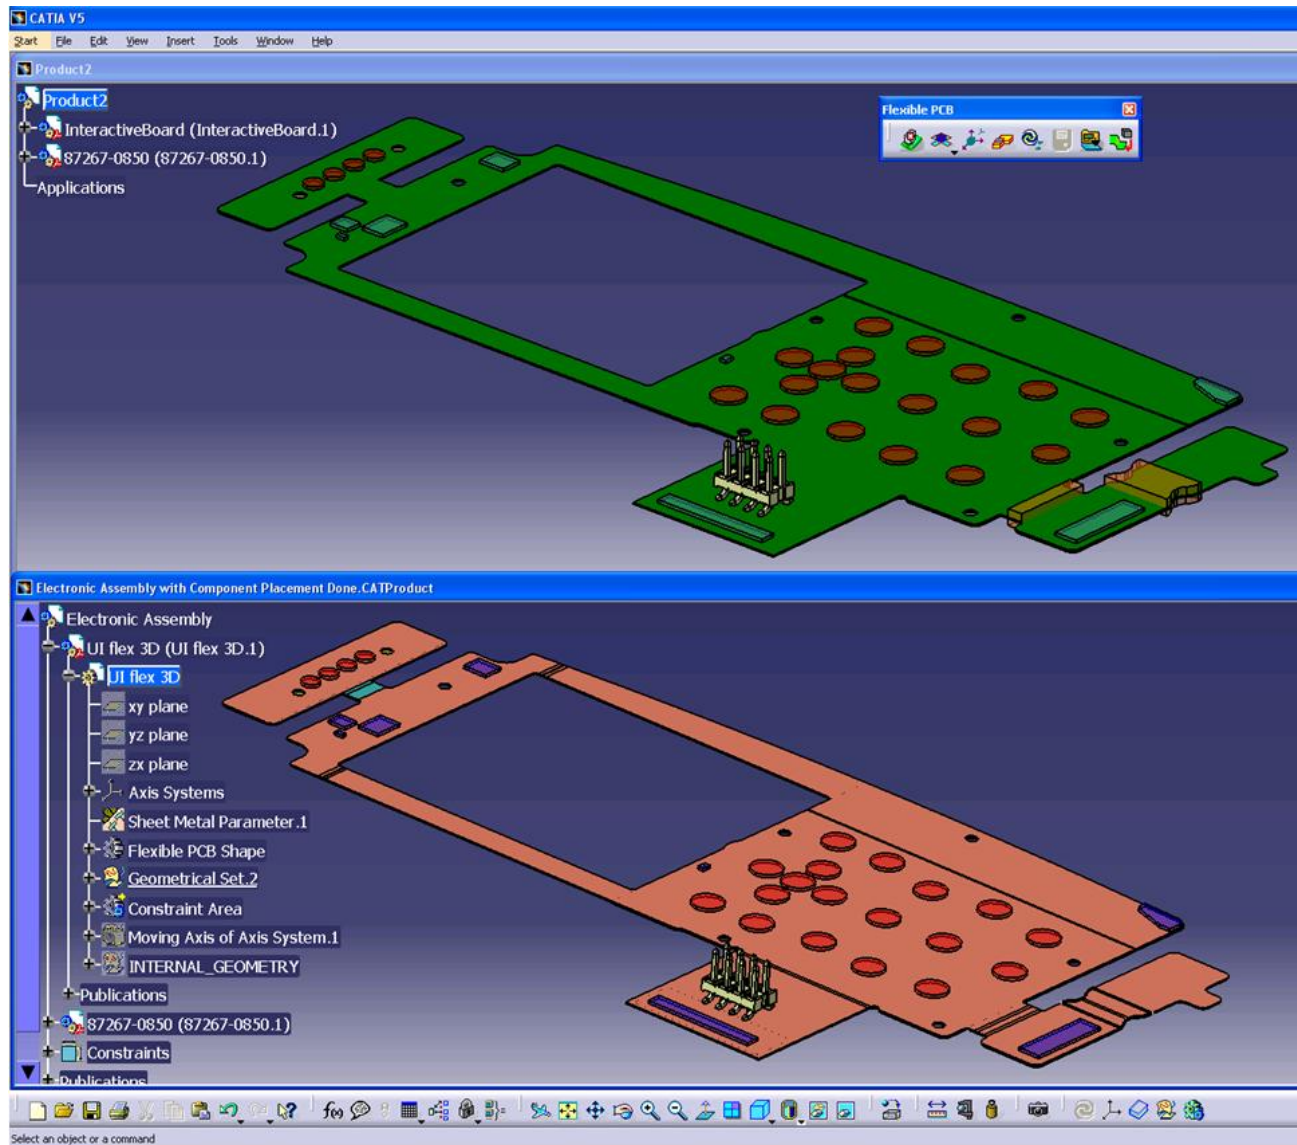 CATIA V5
Start File Edit View Insert Tools Window Help
Product2
Product2
InteractiveBoard (InteractiveBoard.1)
87267-0850 (87267-0850.1)
Applications
Flexible PCB
Electronic Assembly with Component Placement Done.CATProduct
Electronic Assembly
UI flex 3D (UI flex 3D.1)
UI flex 3D
xy plane
yz plane
zx plane
Axis Systems
Sheet Metal Parameter.1
Flexible PCB Shape
Geometrical Set.2
Constraint Area
Moving Axis of Axis System.1
INTERNAL_GEOMETRY
Publications
87267-0850 (87267-0850.1)
Constraints
Publications
f(x)
Select an object or a command